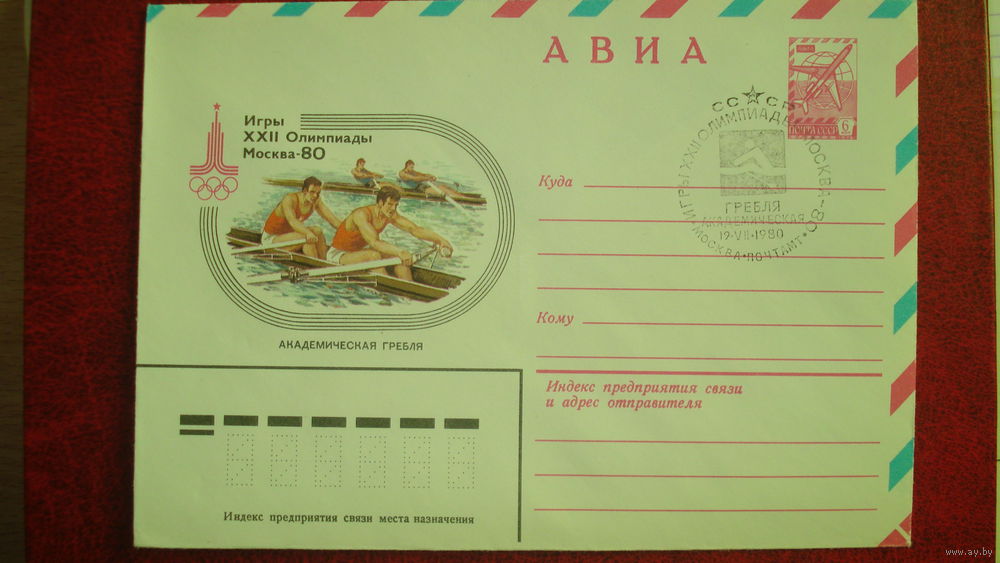 АВИА
Игры
XXII Олимпиады
Москва-80
АКАДЕМИЧЕСКАЯ ГРЕБЛЯ
ПОЧТА СССР
6
СССР
ИГРЫ XXII ОЛИМПИАДЫ МОСКВА-80
ГРЕБЛЯ
АКАДЕМИЧЕСКАЯ
19·VII·1980
МОСКВА·ПОЧТАМТ
Куда
Кому
Индекс предприятия связи
и адрес отправителя
Индекс предприятия связи места назначения
www.ay.by